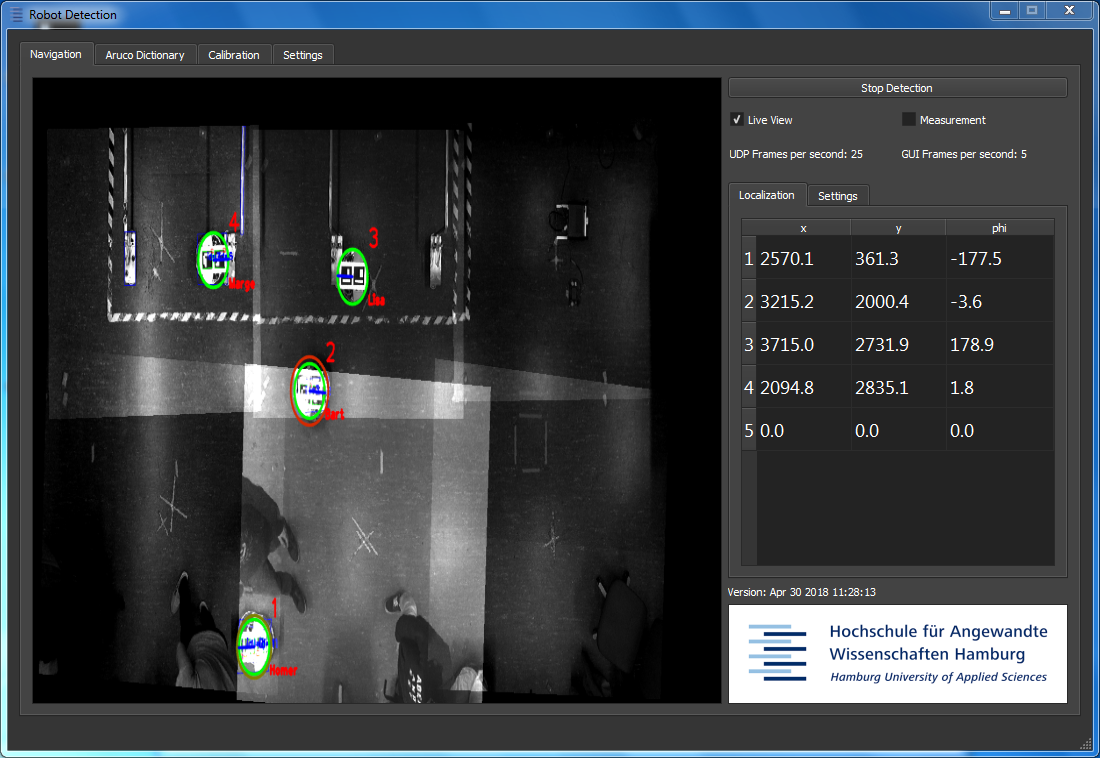 Robot Detection
Navigation
Aruco Dictionary
Calibration
Settings
Stop Detection
Live View
Measurement
UDP Frames per second: 25
GUI Frames per second: 5
Localization
Settings
x y phi
1 2570.1 361.3 -177.5
2 3215.2 2000.4 -3.6
3 3715.0 2731.9 178.9
4 2094.8 2835.1 1.8
5 0.0 0.0 0.0
4
Marge
3
Lisa
2
Bart
1
Homer
Version: Apr 30 2018 11:28:13
Hochschule für Angewandte
Wissenschaften Hamburg
Hamburg University of Applied Sciences